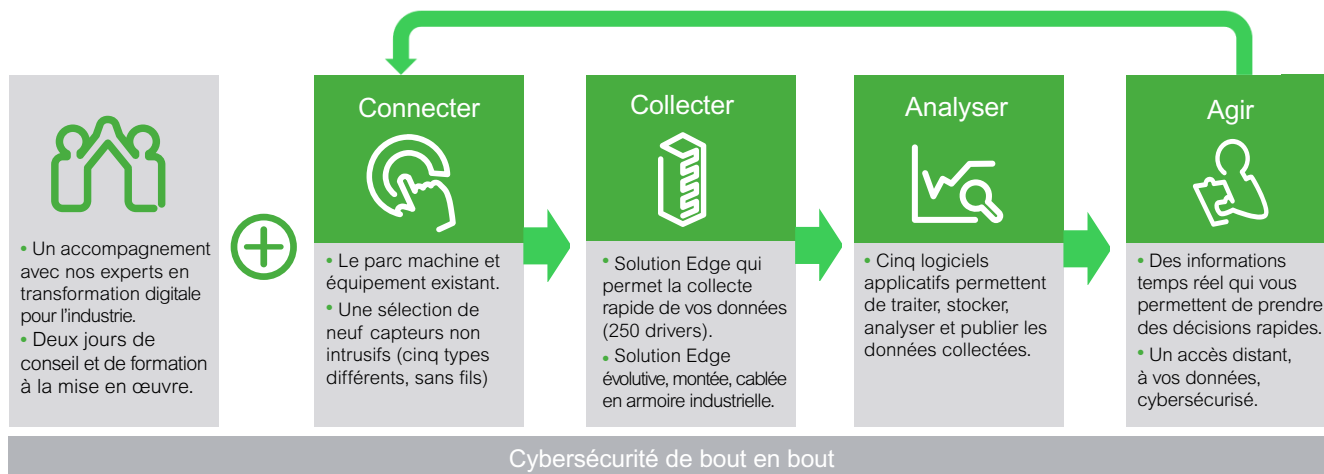 • Un accompagnement
avec nos experts en
transformation digitale
pour l'industrie.
• Deux jours de
conseil et de formation
à la mise en œuvre.
Connecter
• Le parc machine et
équipement existant.
• Une sélection de
neuf capteurs non
intrusifs (cinq types
différents, sans fils)
Collecter
• Solution Edge qui
permet la collecte
rapide de vos données
(250 drivers).
• Solution Edge
évolutive, montée, cablée
en armoire industrielle.
Analyser
• Cinq logiciels
applicatifs permettent
de traiter, stocker,
analyser et publier les
données collectées.
Agir
• Des informations
temps réel qui vous
permettent de prendre
des décisions rapides.
• Un accès distant,
à vos données,
cybersécurisé.
Cybersécurité de bout en bout